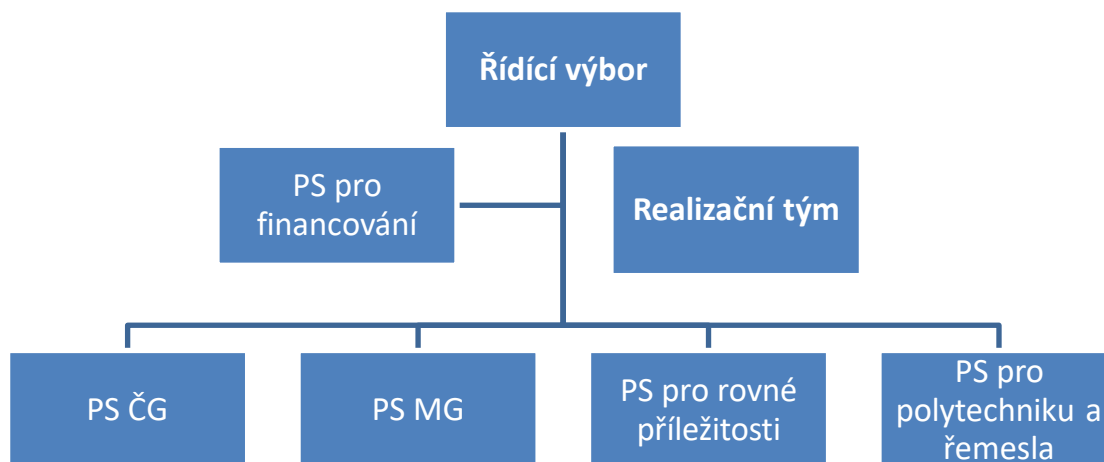 Řídící výbor
PS pro
financování
Realizační tým
PS ČG
PS MG
PS pro rovné
příležitosti
PS pro
polytechniku a
řemesla